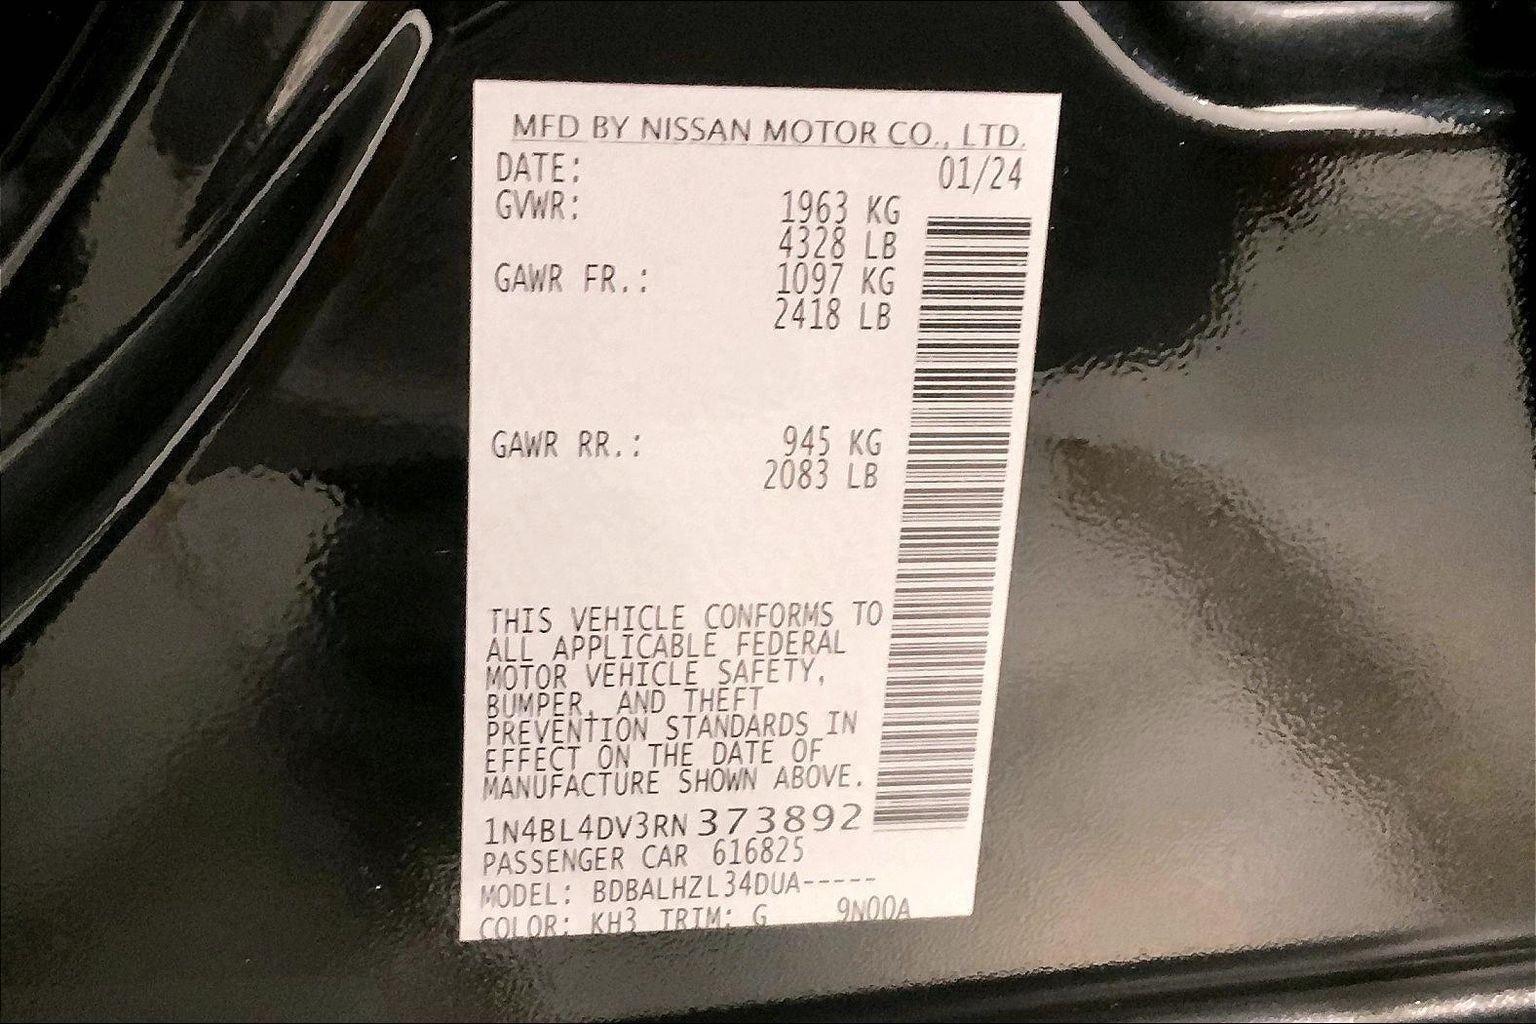 MFD BY NISSAN MOTOR CO., LTD.
DATE: 01/24
GVWR: 1963 KG
4328 LB
GAWR FR.: 1097 KG
2418 LB
GAWR RR.: 945 KG
2083 LB
THIS VEHICLE CONFORMS TO
ALL APPLICABLE FEDERAL
MOTOR VEHICLE SAFETY,
BUMPER, AND THEFT
PREVENTION STANDARDS IN
EFFECT ON THE DATE OF
MANUFACTURE SHOWN ABOVE.
1N4BL4DV3RN 373892
PASSENGER CAR 616825
MODEL: BDBALHZL34DUA-----
COLOR: KH3 TRIM: G 9N00A